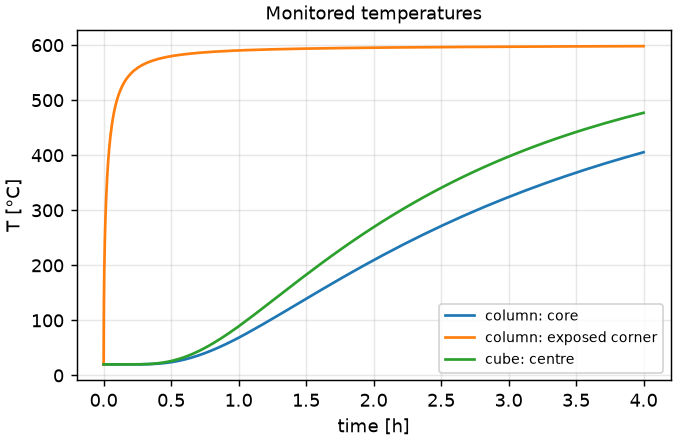 Monitored temperatures
T [°C]
600
500
400
300
200
100
0
column: core
column: exposed corner
cube: centre
0.0 0.5 1.0 1.5 2.0 2.5 3.0 3.5 4.0
time [h]